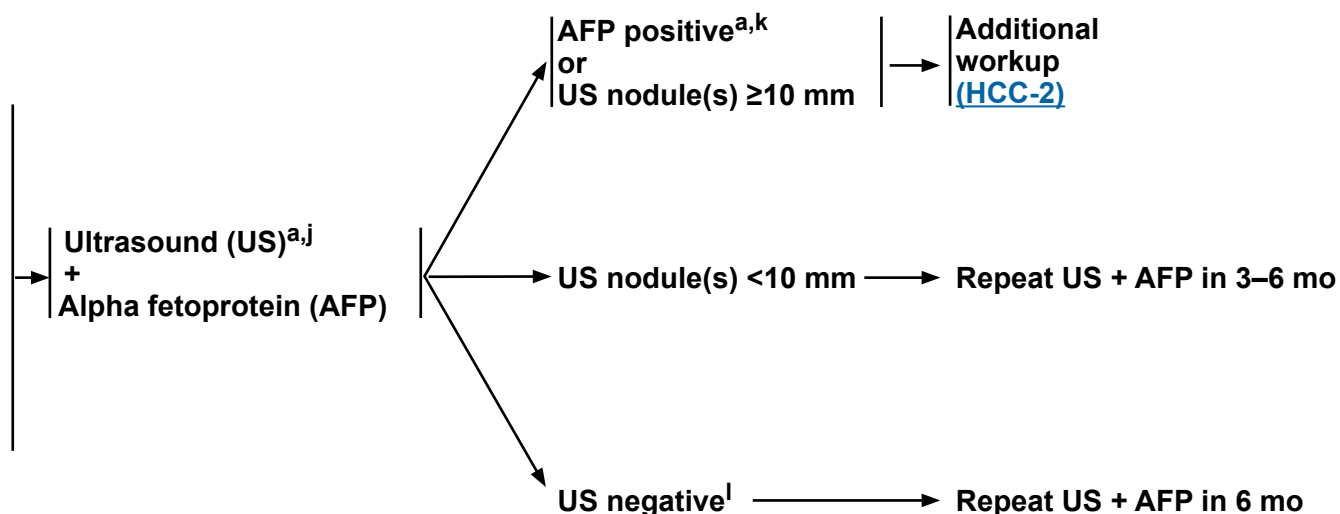 Ultrasound (US)a,j
+
Alpha fetoprotein (AFP)
AFP positivea,k
or
US nodule(s) ≥10 mm
Additional
workup
(HCC-2)
US nodule(s) <10 mm
Repeat US + AFP in 3–6 mo
US negativel
Repeat US + AFP in 6 mo